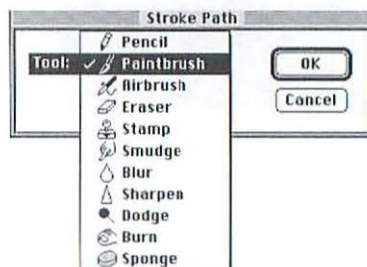 Stroke Path
Pencil
Tool: ✓ Paintbrush
OK
Airbrush
Eraser
Cancel
Stamp
Smudge
Blur
Sharpen
Dodge
Burn
Sponge